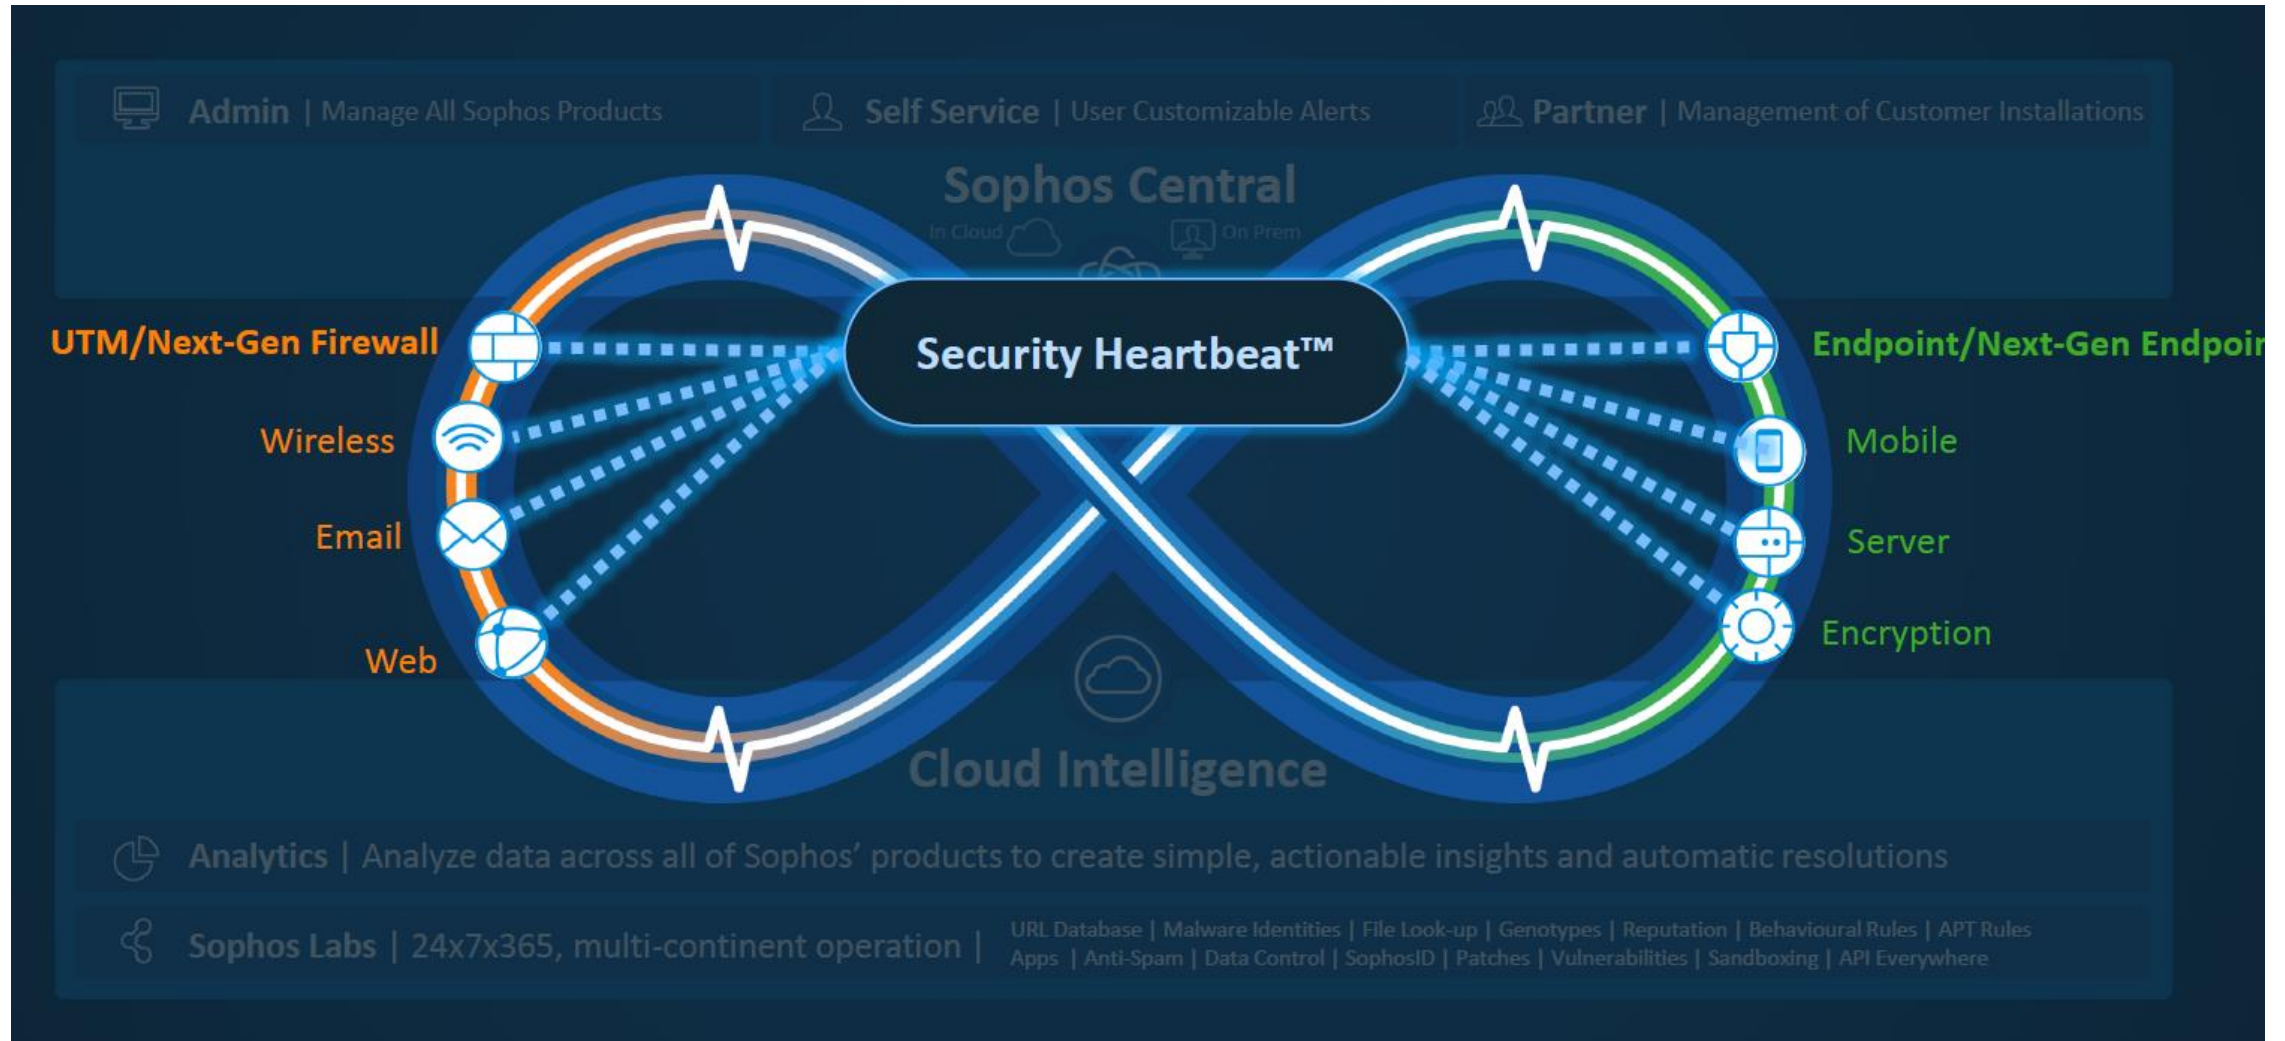 Admin | Manage All Sophos Products
Self Service | User Customizable Alerts
Partner | Management of Customer Installations
Sophos Central
In Cloud
On Prem
Security Heartbeat™
UTM/Next-Gen Firewall
Wireless
Email
Web
Endpoint/Next-Gen Endpoin
Mobile
Server
Encryption
Cloud Intelligence
Analytics | Analyze data across all of Sophos’ products to create simple, actionable insights and automatic resolutions
Sophos Labs | 24x7x365, multi-continent operation |
URL Database | Malware Identities | File Look-up | Genotypes | Reputation | Behavioural Rules | APT Rules
Apps | Anti-Spam | Data Control | SophosID | Patches | Vulnerabilities | Sandboxing | API Everywhere